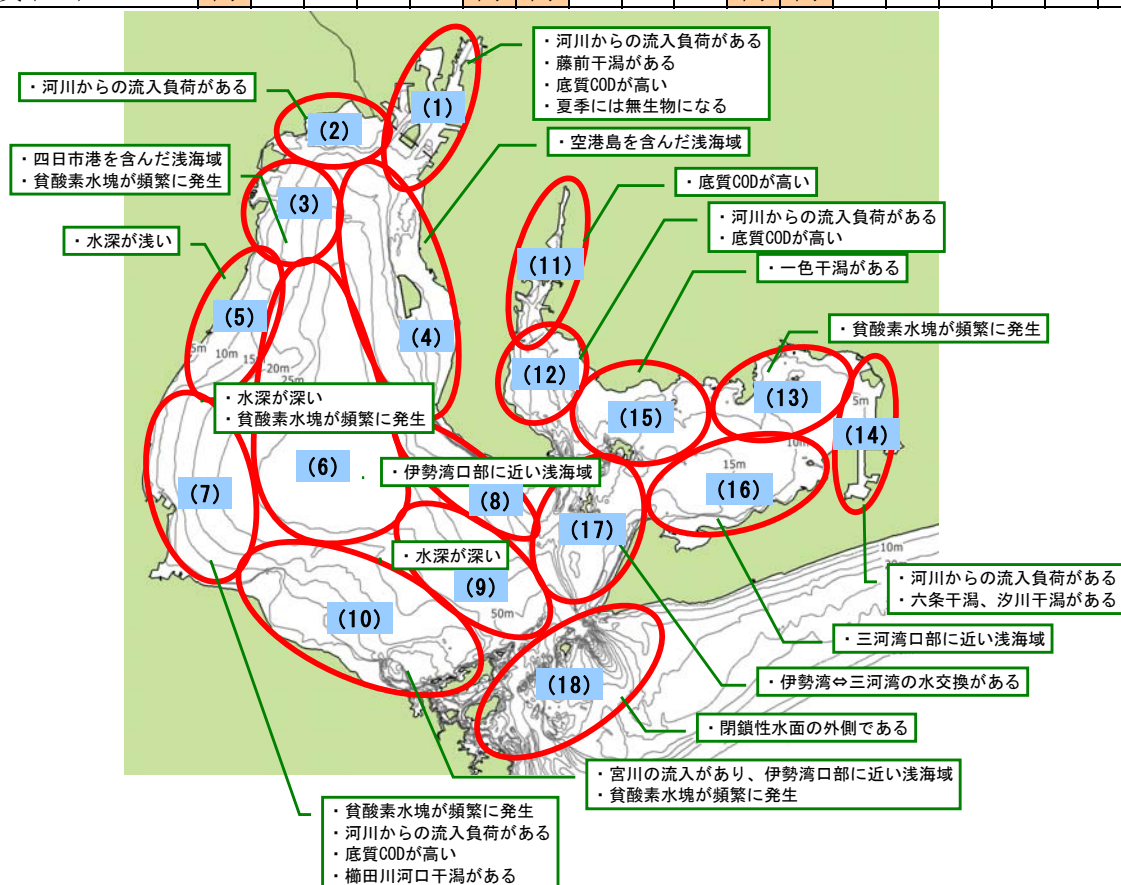 ・河川からの流入負荷がある
・藤前干潟がある
・底質CODが高い
・夏季には無生物になる
・河川からの流入負荷がある
(1)
(2)
・空港島を含んだ浅海域
・四日市港を含んだ浅海域
・貧酸素水塊が頻繁に発生
・底質CODが高い
(3)
・河川からの流入負荷がある
・底質CODが高い
・水深が浅い
(11)
・一色干潟がある
(5)
(4)
・貧酸素水塊が頻繁に発生
5m
10m
15m
20m
25m
(12)
(13)
・水深が深い
・貧酸素水塊が頻繁に発生
(15)
5m
(14)
10m
(6)
・伊勢湾口部に近い浅海域
15m
(7)
(8)
(16)
(17)
・水深が深い
10m
(9)
・河川からの流入負荷がある
・六条干潟、汐川干潟がある
(10)
50m
・三河湾口部に近い浅海域
(18)
・伊勢湾⇔三河湾の水交換がある
・閉鎖性水面の外側である
・宮川の流入があり、伊勢湾口部に近い浅海域
・貧酸素水塊が頻繁に発生
・貧酸素水塊が頻繁に発生
・河川からの流入負荷がある
・底質CODが高い
・櫛田川河口干潟がある